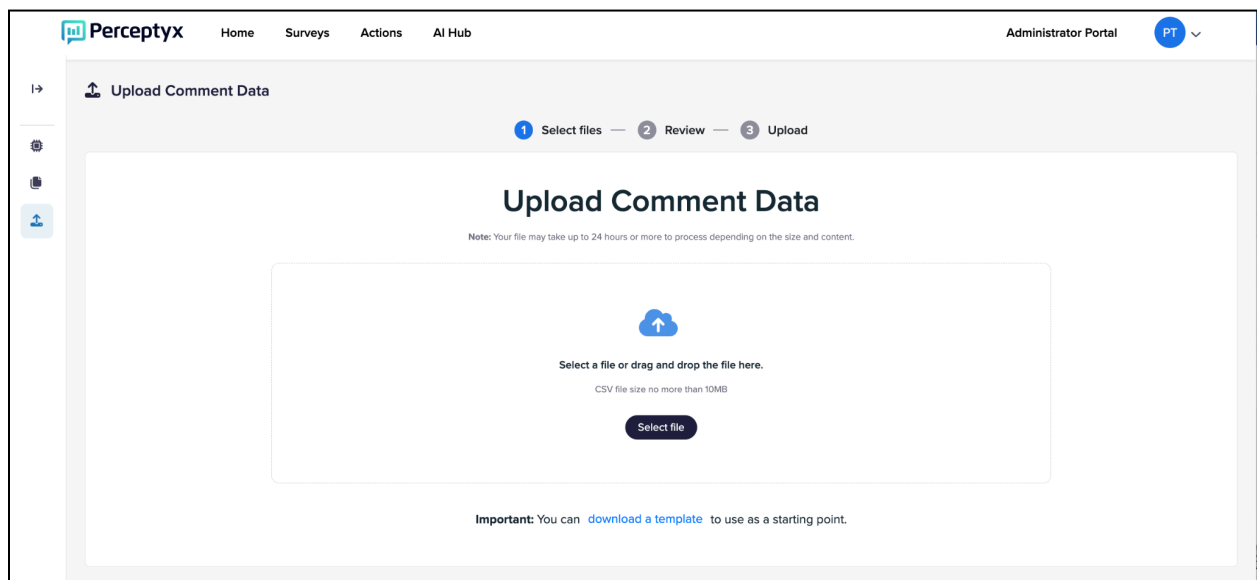 Perceptyx Home Surveys Actions AI Hub Administrator Portal PT
Upload Comment Data
1 Select files — 2 Review — 3 Upload
Upload Comment Data
Note: Your file may take up to 24 hours or more to process depending on the size and content.
Select a file or drag and drop the file here.
CSV file size no more than 10MB
Select file
Important: You can download a template to use as a starting point.